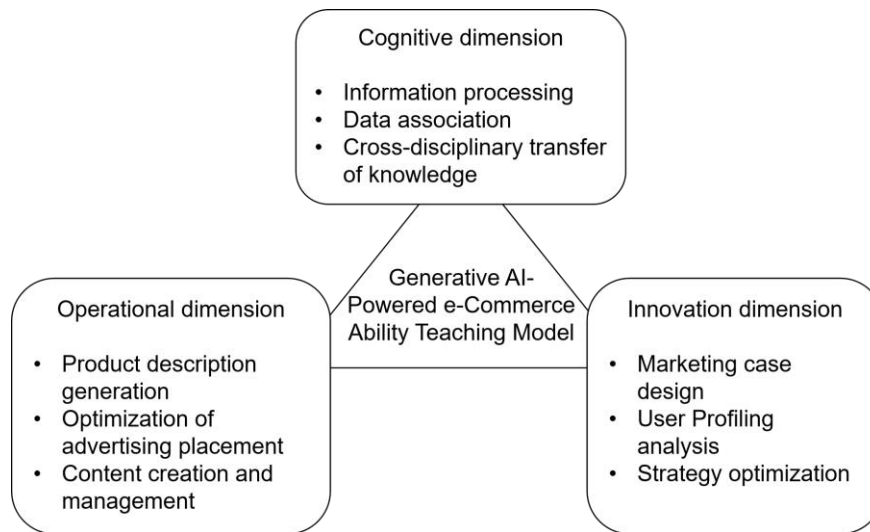 Cognitive dimension
• Information processing
• Data association
• Cross-disciplinary transfer
of knowledge
Generative AI-
Powered e-Commerce
Ability Teaching Model
Operational dimension
• Product description
generation
• Optimization of
advertising placement
• Content creation and
management
Innovation dimension
• Marketing case
design
• User Profiling
analysis
• Strategy optimization